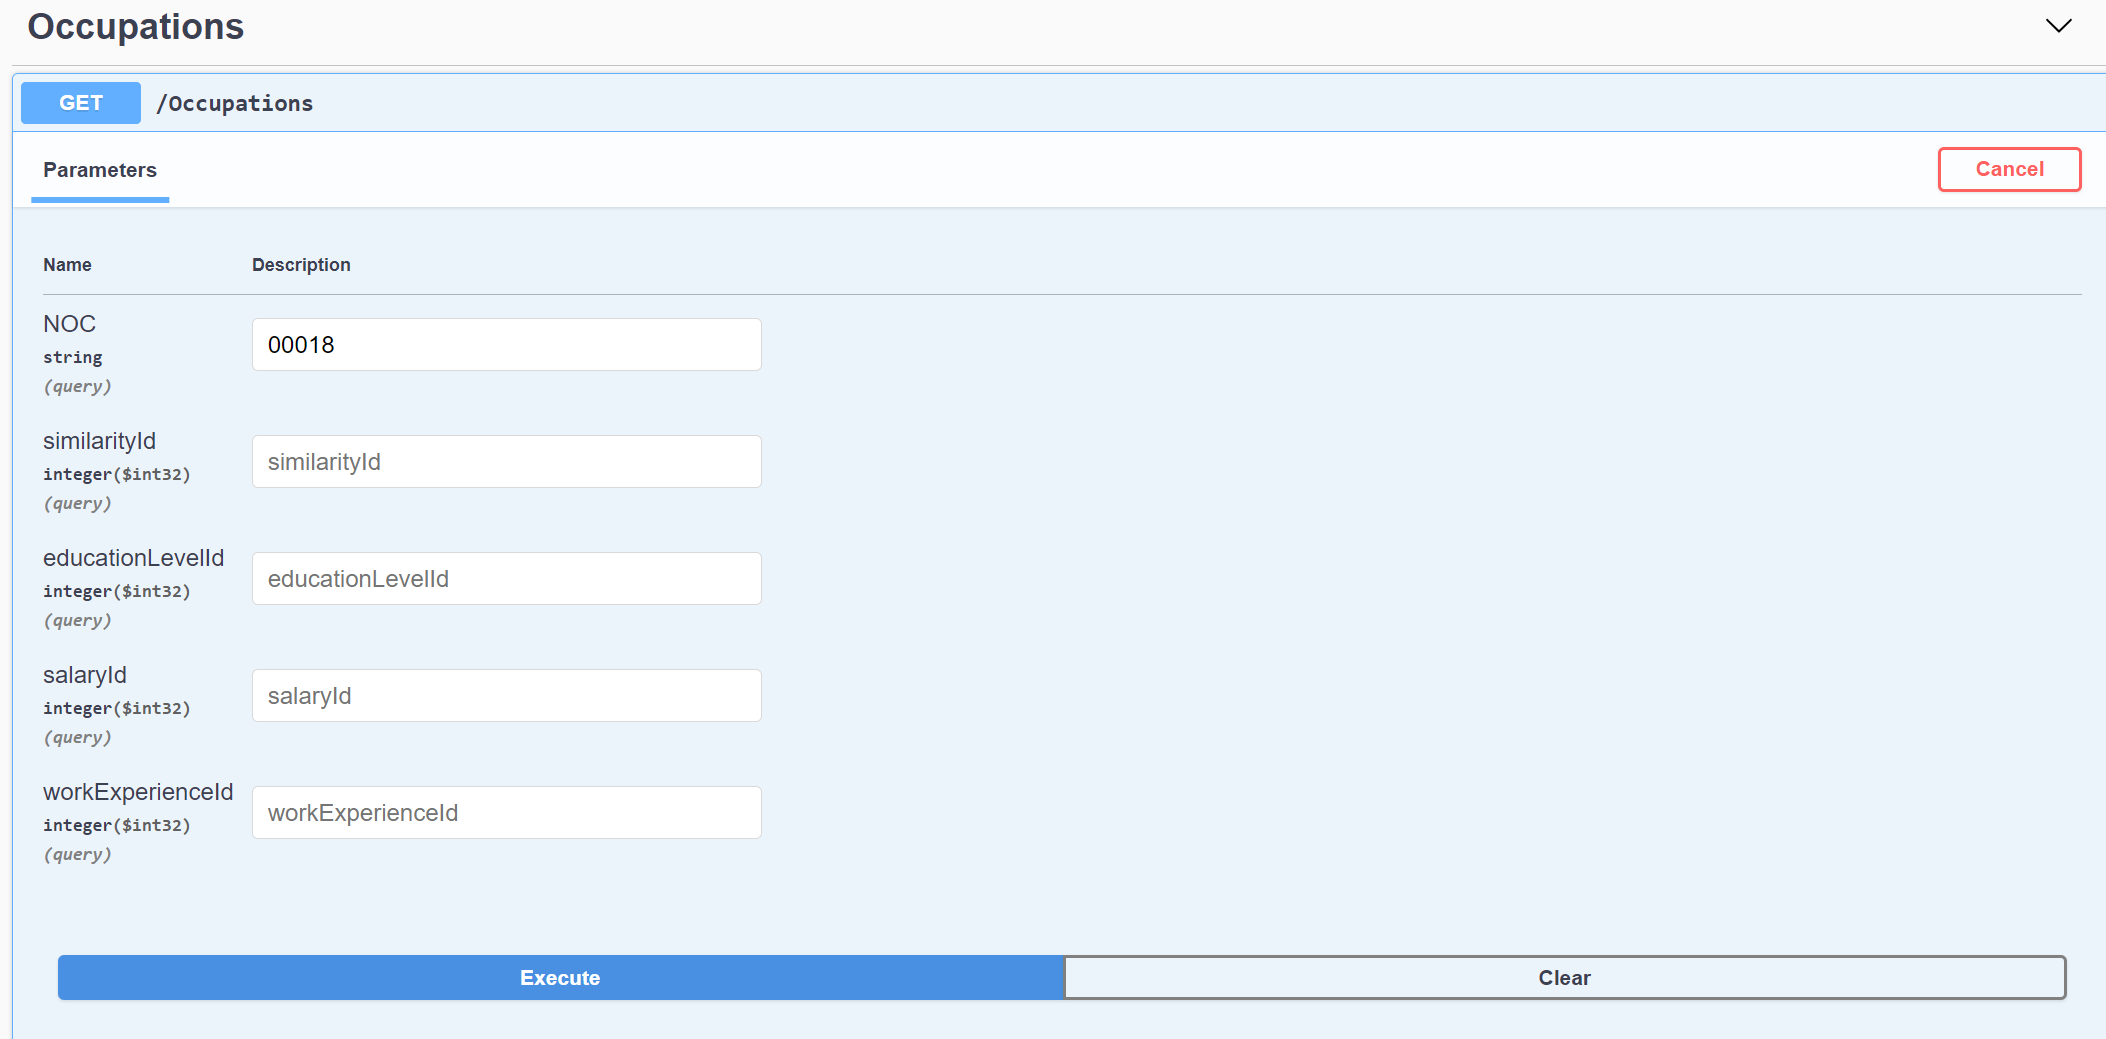 Occupations
GET /Occupations
Parameters
Cancel
Name Description
NOC
string
(query)
00018
similarityId
integer($int32)
(query)
similarityId
educationLevelId
integer($int32)
(query)
educationLevelId
salaryId
integer($int32)
(query)
salaryId
workExperienceId
integer($int32)
(query)
workExperienceId
Execute Clear